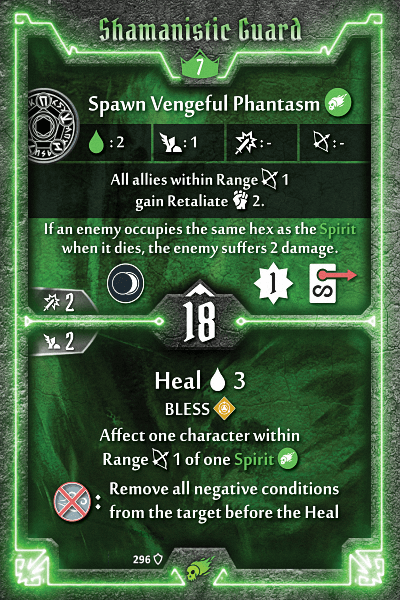 Shamanistic Guard
7
Spawn Vengeful Phantasm
: 2 : 1 : - : -
All allies within Range 1
gain Retaliate 2.
If an enemy occupies the same hex as the Spirit
when it dies, the enemy suffers 2 damage.
1 S
2
18
2
Heal 3
BLESS
Affect one character within
Range 1 of one Spirit
: Remove all negative conditions
from the target before the Heal
296